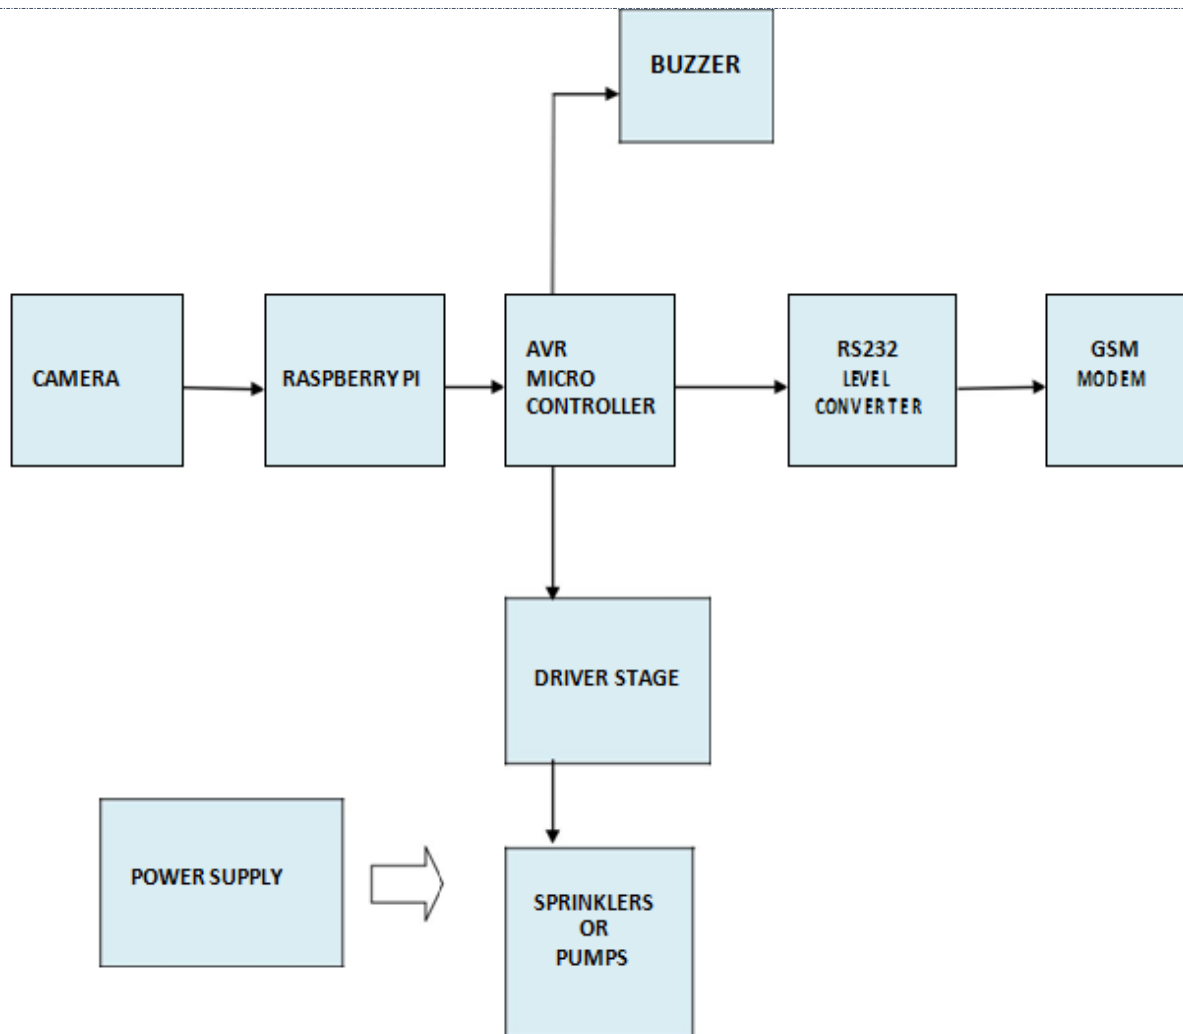 BUZZER
CAMERA
RASPBERRY PI
AVR
MICRO
CONTROLLER
RS232
LEVEL
CONVERTER
GSM
MODEM
DRIVER STAGE
POWER SUPPLY
SPRINKLERS
OR
PUMPS